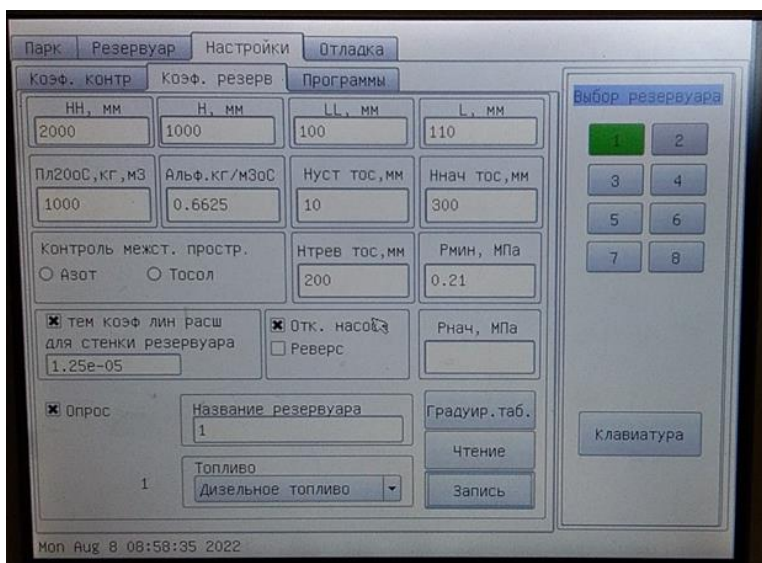 Парк Резервуар Настройки Отладка
Коэф. контр Коэф. резерв Программы
Выбор резервуара
НН, мм Н, мм LL, мм L, мм
2000 1000 100 110
1 2
Пл20оС,кг,м3 Альф.кг/м3оС Нуст тос,мм Ннач тос,мм
1000 0.6625 10 300
3 4
5 6
Контроль межст. простр. Нтрев тос,мм Рмин, МПа
Азот Тосол 200 0.21
7 8
тем коэф лин расш Отк. насоса Рнач, МПа
для стенки резервуара Реверс
1.25e-05
Опрос Название резервуара Градуир.таб.
1
Клавиатура
Чтение
Топливо
1 Дизельное топливо Запись
Mon Aug 8 08:58:35 2022